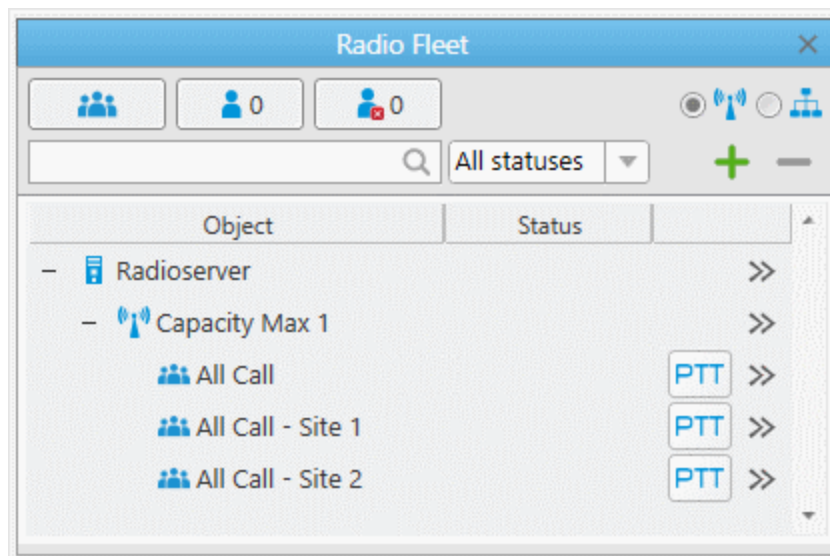 Radio Fleet
0 0
All statuses
Object Status
Radioserver
Capacity Max 1
All Call PTT
All Call - Site 1 PTT
All Call - Site 2 PTT